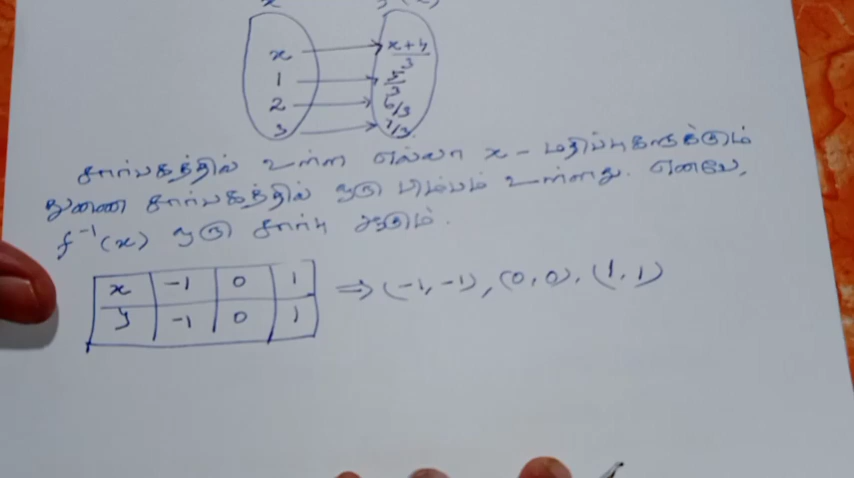 x
x → x+4/3
1 → 5/3
2 → 6/3
3 → 7/3
சார்பகத்தில் உள்ள எல்லா x - மதிப்புகளுக்கும்
துணை சார்பகத்தில் ஒரு பிம்பம் உள்ளது. எனவே,
f⁻¹(x) ஒரு சார்பு ஆகும்.
x -1 0 1 ⇒ (-1, -1), (0, 0), (1, 1)
y -1 0 1